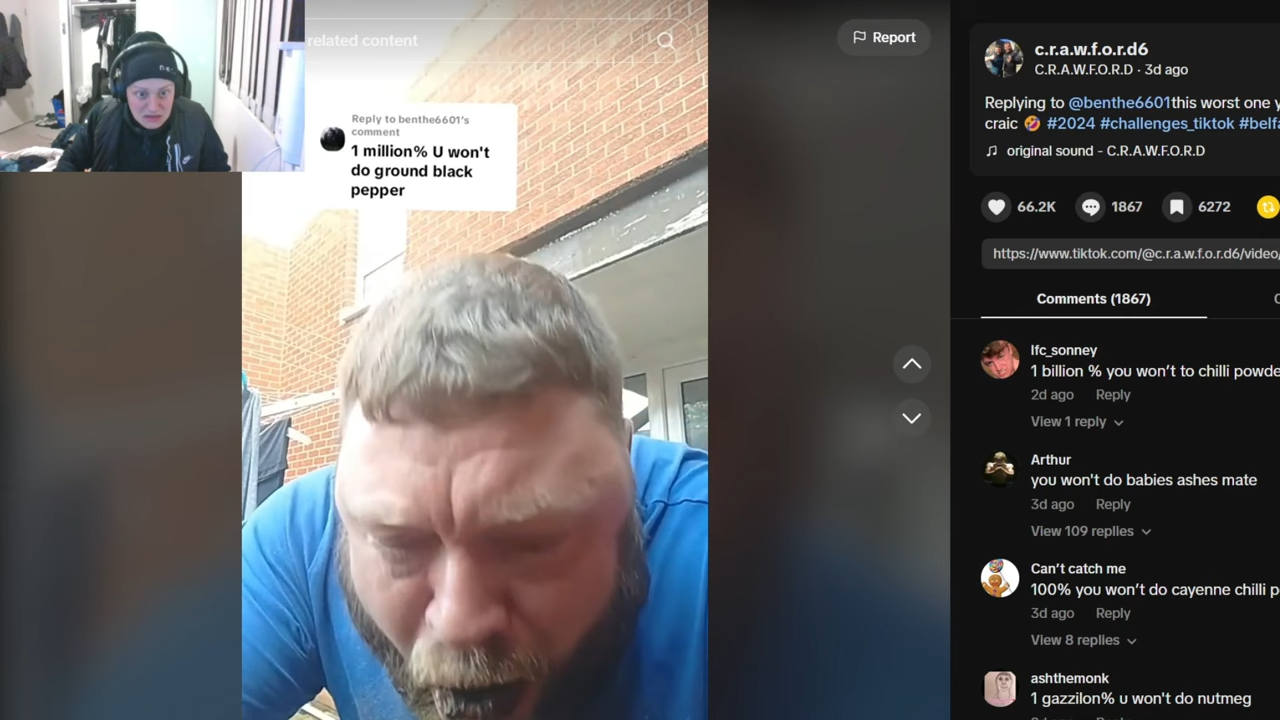 related content
Report
Reply to benthe6601's
comment
1 million% U won't
do ground black
pepper
c.r.a.w.f.o.r.d6
C.R.A.W.F.O.R.D · 3d ago
Replying to @benthe6601this worst one y
craic 🤣 #2024 #challenges_tiktok #belfa
original sound - C.R.A.W.F.O.R.D
66.2K 1867 6272
https://www.tiktok.com/@c.r.a.w.f.o.r.d6/video/
Comments (1867)
lfc_sonney
1 billion % you won't to chilli powde
2d ago Reply
View 1 reply
Arthur
you won't do babies ashes mate
3d ago Reply
View 109 replies
Can't catch me
100% you won't do cayenne chilli p
3d ago Reply
View 8 replies
ashthemonk
1 gazzilon% u won't do nutmeg